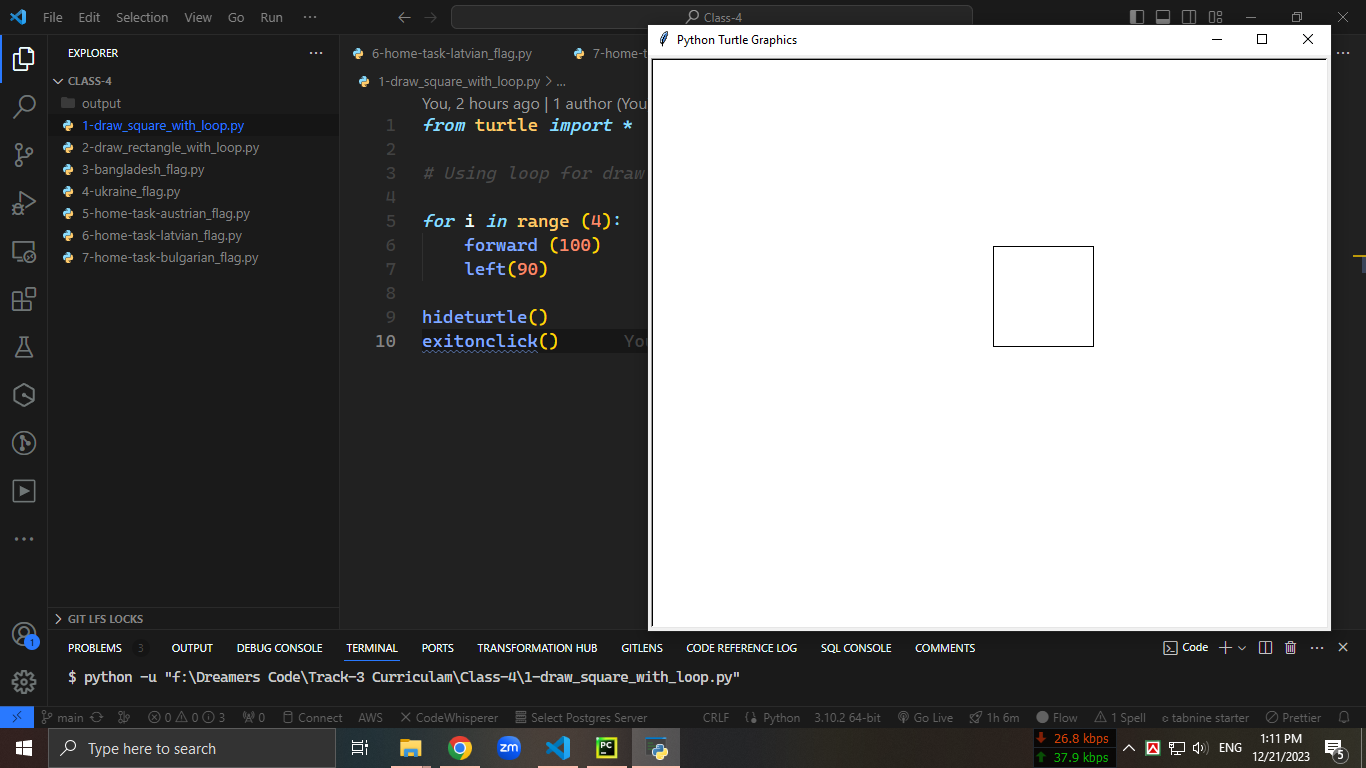 File Edit Selection View Go Run ··· Class-4
Python Turtle Graphics
EXPLORER
CLASS-4
output
1-draw_square_with_loop.py
2-draw_rectangle_with_loop.py
3-bangladesh_flag.py
4-ukraine_flag.py
5-home-task-austrian_flag.py
6-home-task-latvian_flag.py
7-home-task-bulgarian_flag.py
GIT LFS LOCKS
6-home-task-latvian_flag.py 7-home-t
1-draw_square_with_loop.py > ...
You, 2 hours ago | 1 author (You
1 from turtle import *
2
3 # Using loop for draw
4
5 for i in range (4):
6 forward (100)
7 left(90)
8
9 hideturtle()
10 exitonclick() You
PROBLEMS 3 OUTPUT DEBUG CONSOLE TERMINAL PORTS TRANSFORMATION HUB GITLENS CODE REFERENCE LOG SQL CONSOLE COMMENTS Code
$ python -u "f:\Dreamers Code\Track-3 Curriculam\Class-4\1-draw_square_with_loop.py"
1
main 0 0 3 0 Connect AWS CodeWhisperer Select Postgres Server CRLF Python 3.10.2 64-bit Go Live 1h 6m Flow 1 Spell tabnine starter Prettier
Type here to search
zm
PC
26.8 kbps
37.9 kbps
ENG
1:11 PM
12/21/2023
5